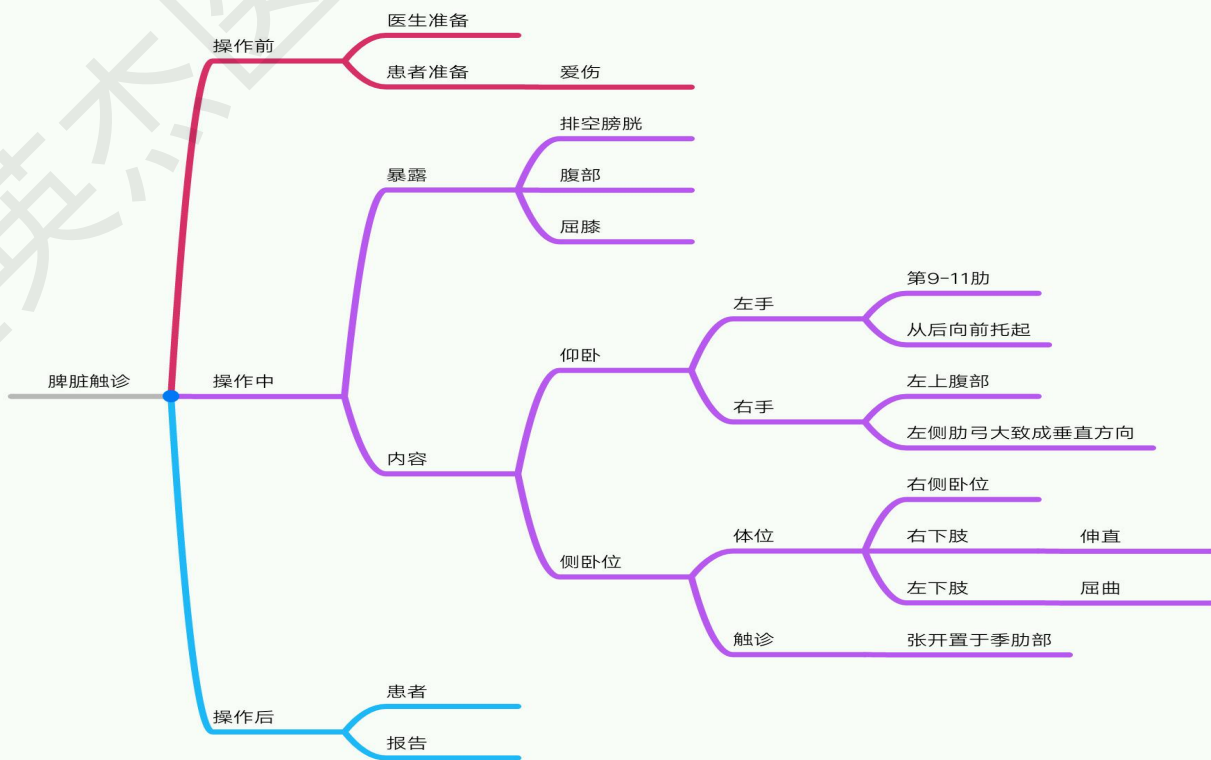 脾脏触诊
操作前
医生准备
患者准备
爱伤
操作中
暴露
排空膀胱
腹部
屈膝
内容
仰卧
左手
第9-11肋
从后向前托起
右手
左上腹部
左侧肋弓大致成垂直方向
侧卧位
体位
右侧卧位
右下肢
伸直
左下肢
屈曲
触诊
张开置于季肋部
操作后
患者
报告
英杰医